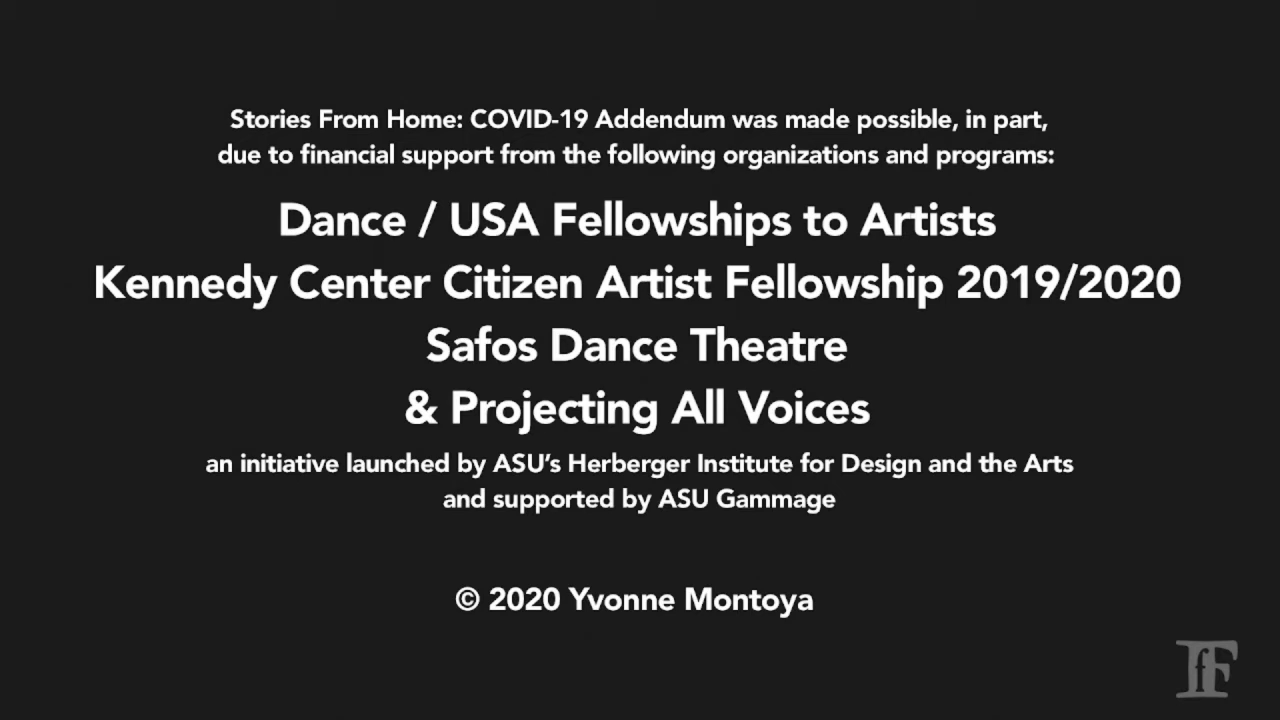 Stories From Home: COVID-19 Addendum was made possible, in part,
due to financial support from the following organizations and programs:
Dance / USA Fellowships to Artists
Kennedy Center Citizen Artist Fellowship 2019/2020
Safos Dance Theatre
& Projecting All Voices
an initiative launched by ASU’s Herberger Institute for Design and the Arts
and supported by ASU Gammage
© 2020 Yvonne Montoya
IfF